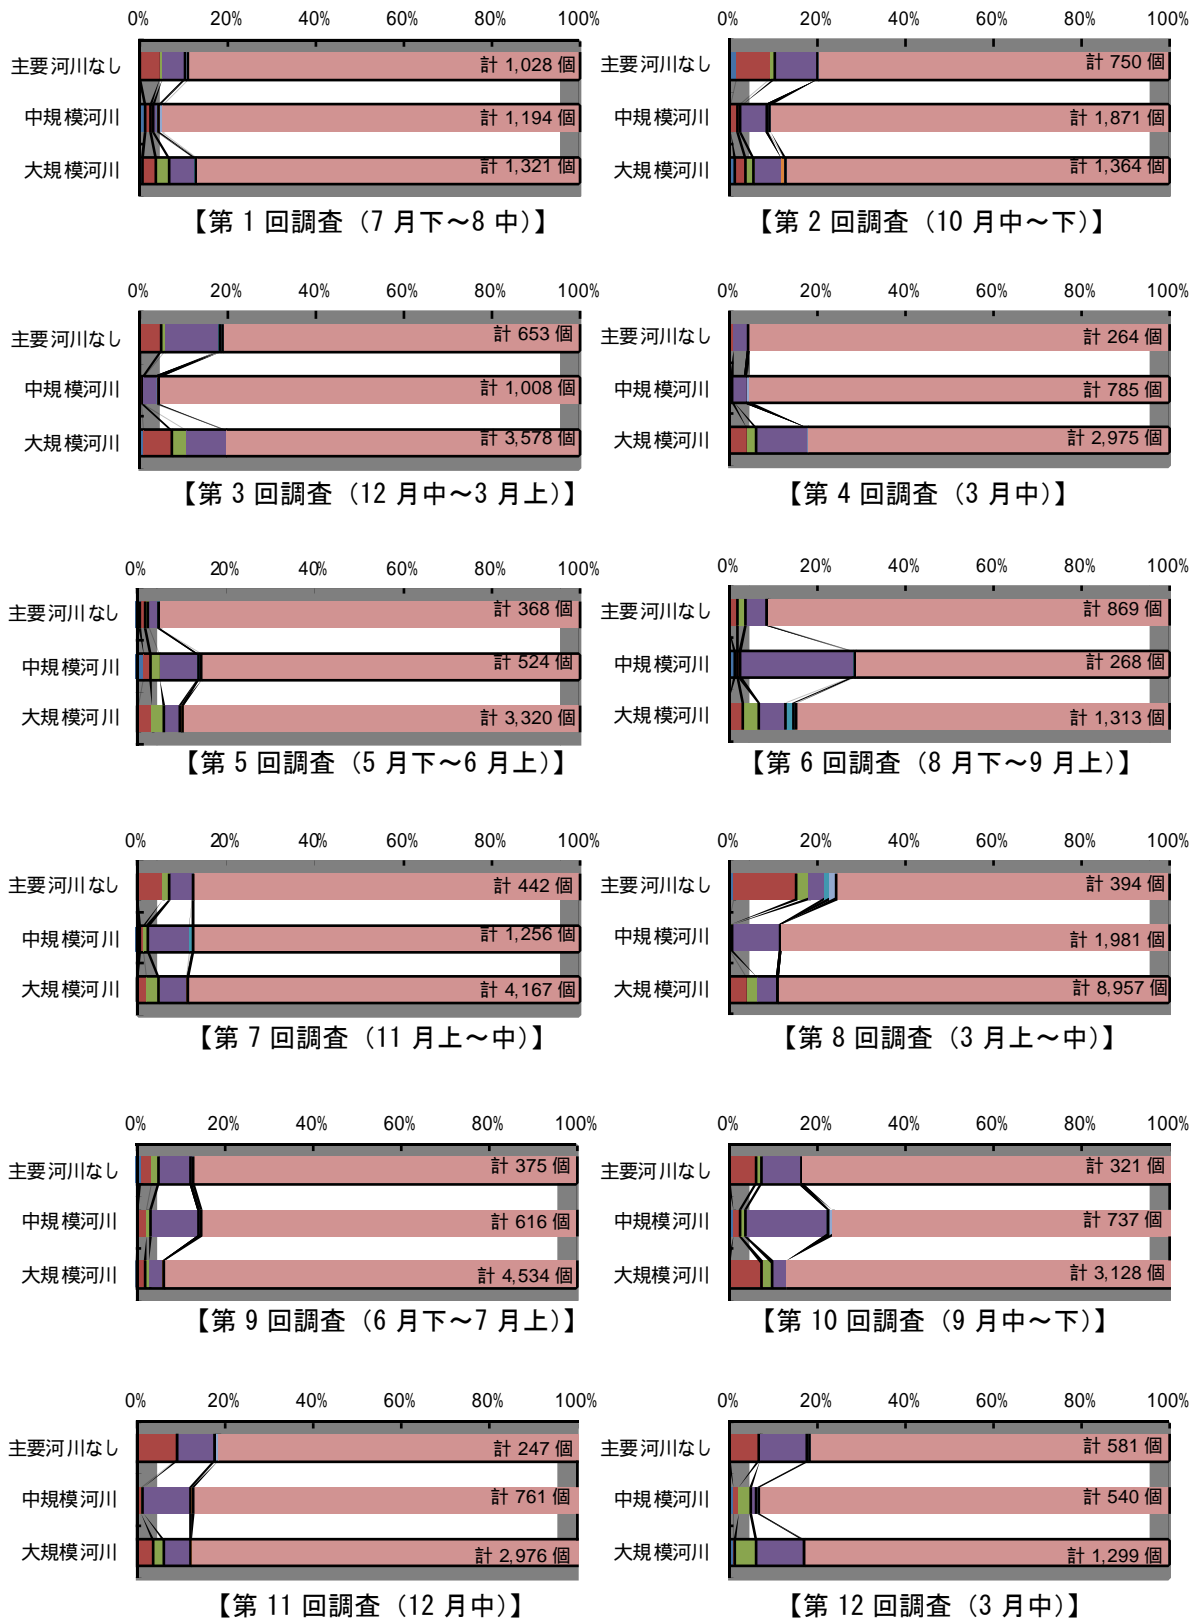 0% 20% 40% 60% 80% 100%
主要河川なし 計 1,028 個
中規模河川 計 1,194 個
大規模河川 計 1,321 個
【第 1 回調査（7 月下～8 中）】
0% 20% 40% 60% 80% 100%
主要河川なし 計 750 個
中規模河川 計 1,871 個
大規模河川 計 1,364 個
【第 2 回調査（10 月中～下）】
0% 20% 40% 60% 80% 100%
主要河川なし 計 653 個
中規模河川 計 1,008 個
大規模河川 計 3,578 個
【第 3 回調査（12 月中～3 月上）】
0% 20% 40% 60% 80% 100%
主要河川なし 計 264 個
中規模河川 計 785 個
大規模河川 計 2,975 個
【第 4 回調査（3 月中）】
0% 20% 40% 60% 80% 100%
主要河川なし 計 368 個
中規模河川 計 524 個
大規模河川 計 3,320 個
【第 5 回調査（5 月下～6 月上）】
0% 20% 40% 60% 80% 100%
主要河川なし 計 869 個
中規模河川 計 268 個
大規模河川 計 1,313 個
【第 6 回調査（8 月下～9 月上）】
0% 20% 40% 60% 80% 100%
主要河川なし 計 442 個
中規模河川 計 1,256 個
大規模河川 計 4,167 個
【第 7 回調査（11 月上～中）】
0% 20% 40% 60% 80% 100%
主要河川なし 計 394 個
中規模河川 計 1,981 個
大規模河川 計 8,957 個
【第 8 回調査（3 月上～中）】
0% 20% 40% 60% 80% 100%
主要河川なし 計 375 個
中規模河川 計 616 個
大規模河川 計 4,534 個
【第 9 回調査（6 月下～7 月上）】
0% 20% 40% 60% 80% 100%
主要河川なし 計 321 個
中規模河川 計 737 個
大規模河川 計 3,128 個
【第 10 回調査（9 月中～下）】
0% 20% 40% 60% 80% 100%
主要河川なし 計 247 個
中規模河川 計 761 個
大規模河川 計 2,976 個
【第 11 回調査（12 月中）】
0% 20% 40% 60% 80% 100%
主要河川なし 計 581 個
中規模河川 計 540 個
大規模河川 計 1,299 個
【第 12 回調査（3 月中）】